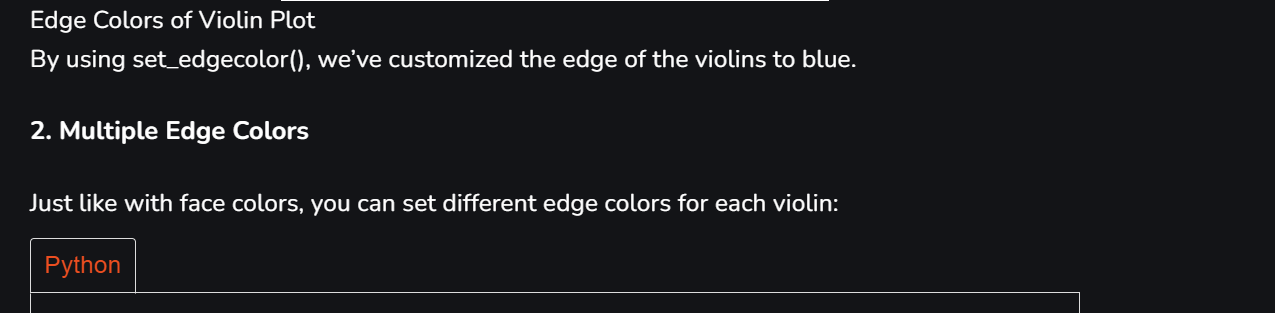 Edge Colors of Violin Plot
By using set_edgecolor(), we’ve customized the edge of the violins to blue.
2. Multiple Edge Colors
Just like with face colors, you can set different edge colors for each violin:
Python